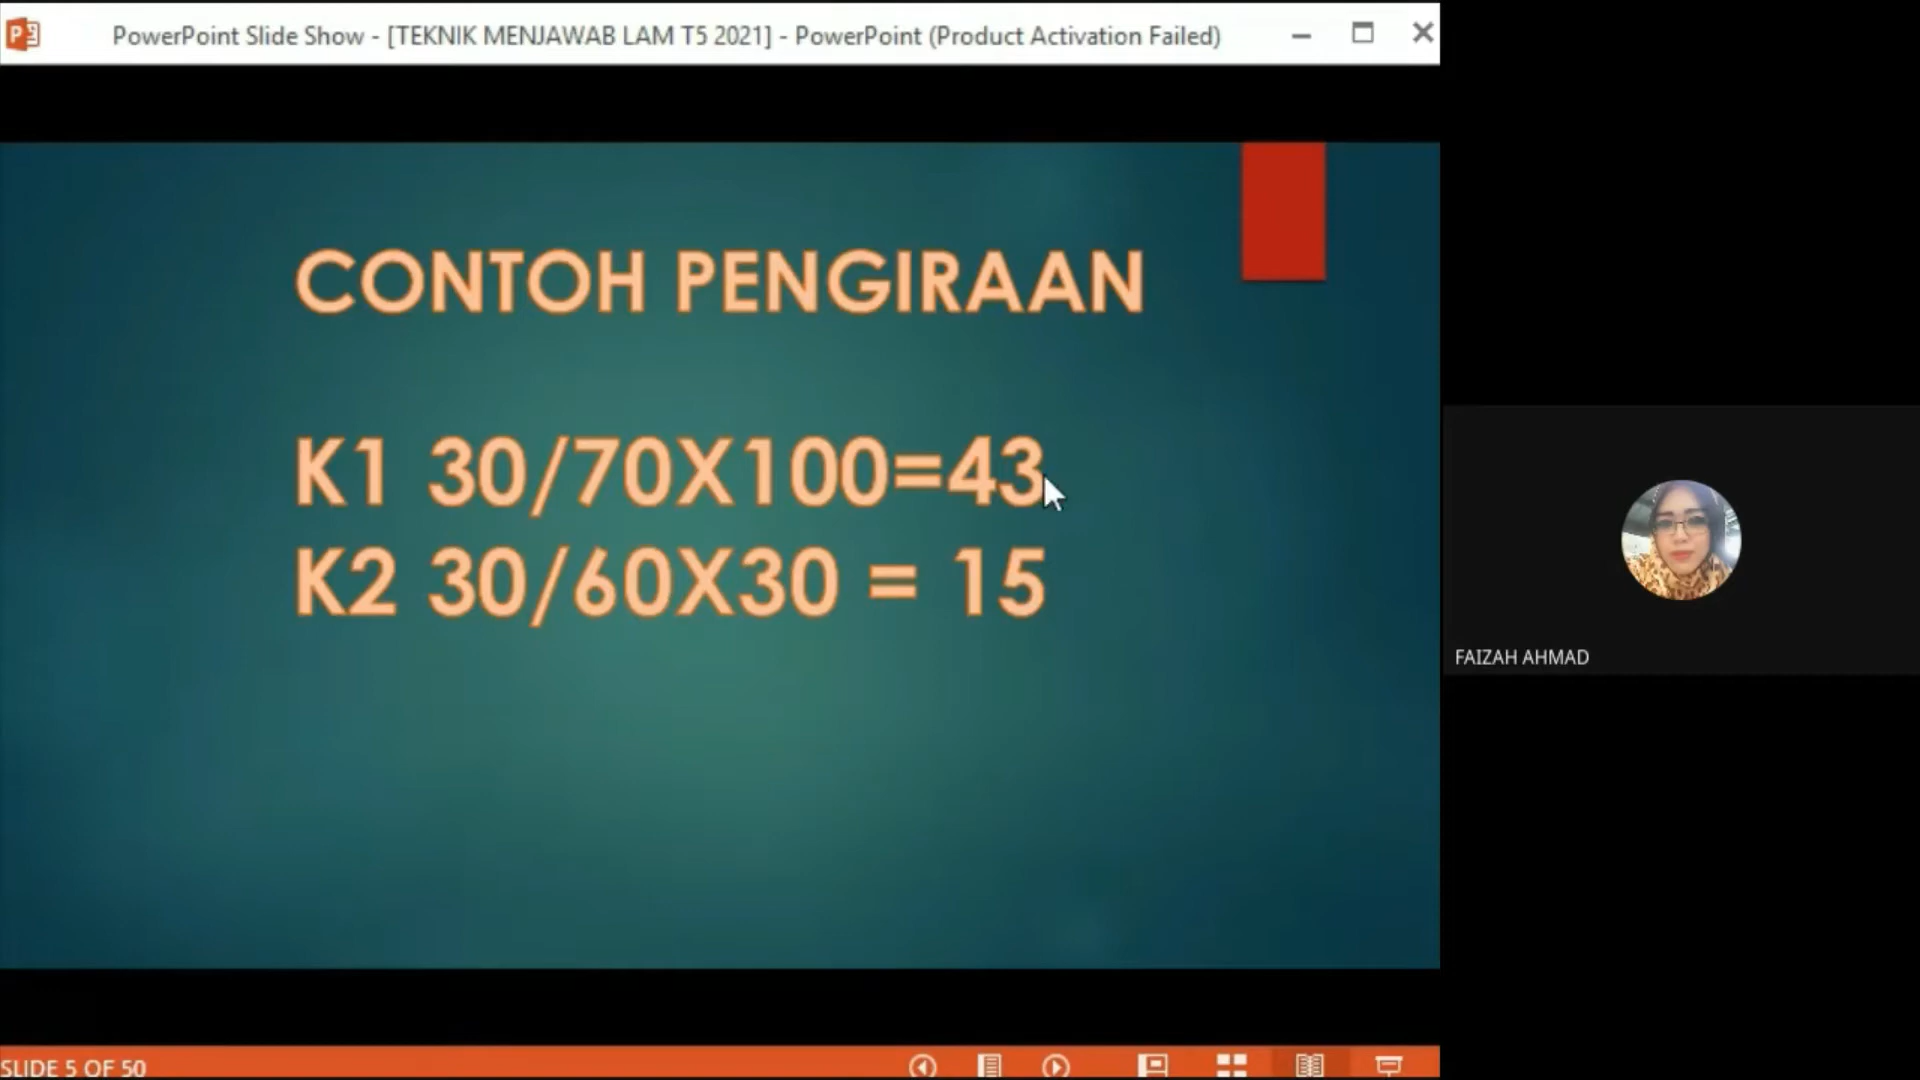 PowerPoint Slide Show - [TEKNIK MENJAWAB LAM T5 2021] - PowerPoint (Product Activation Failed)
CONTOH PENGIRAAN
K1 30/70X100=43
K2 30/60X30 = 15
FAIZAH AHMAD
SLIDE 5 OF 50